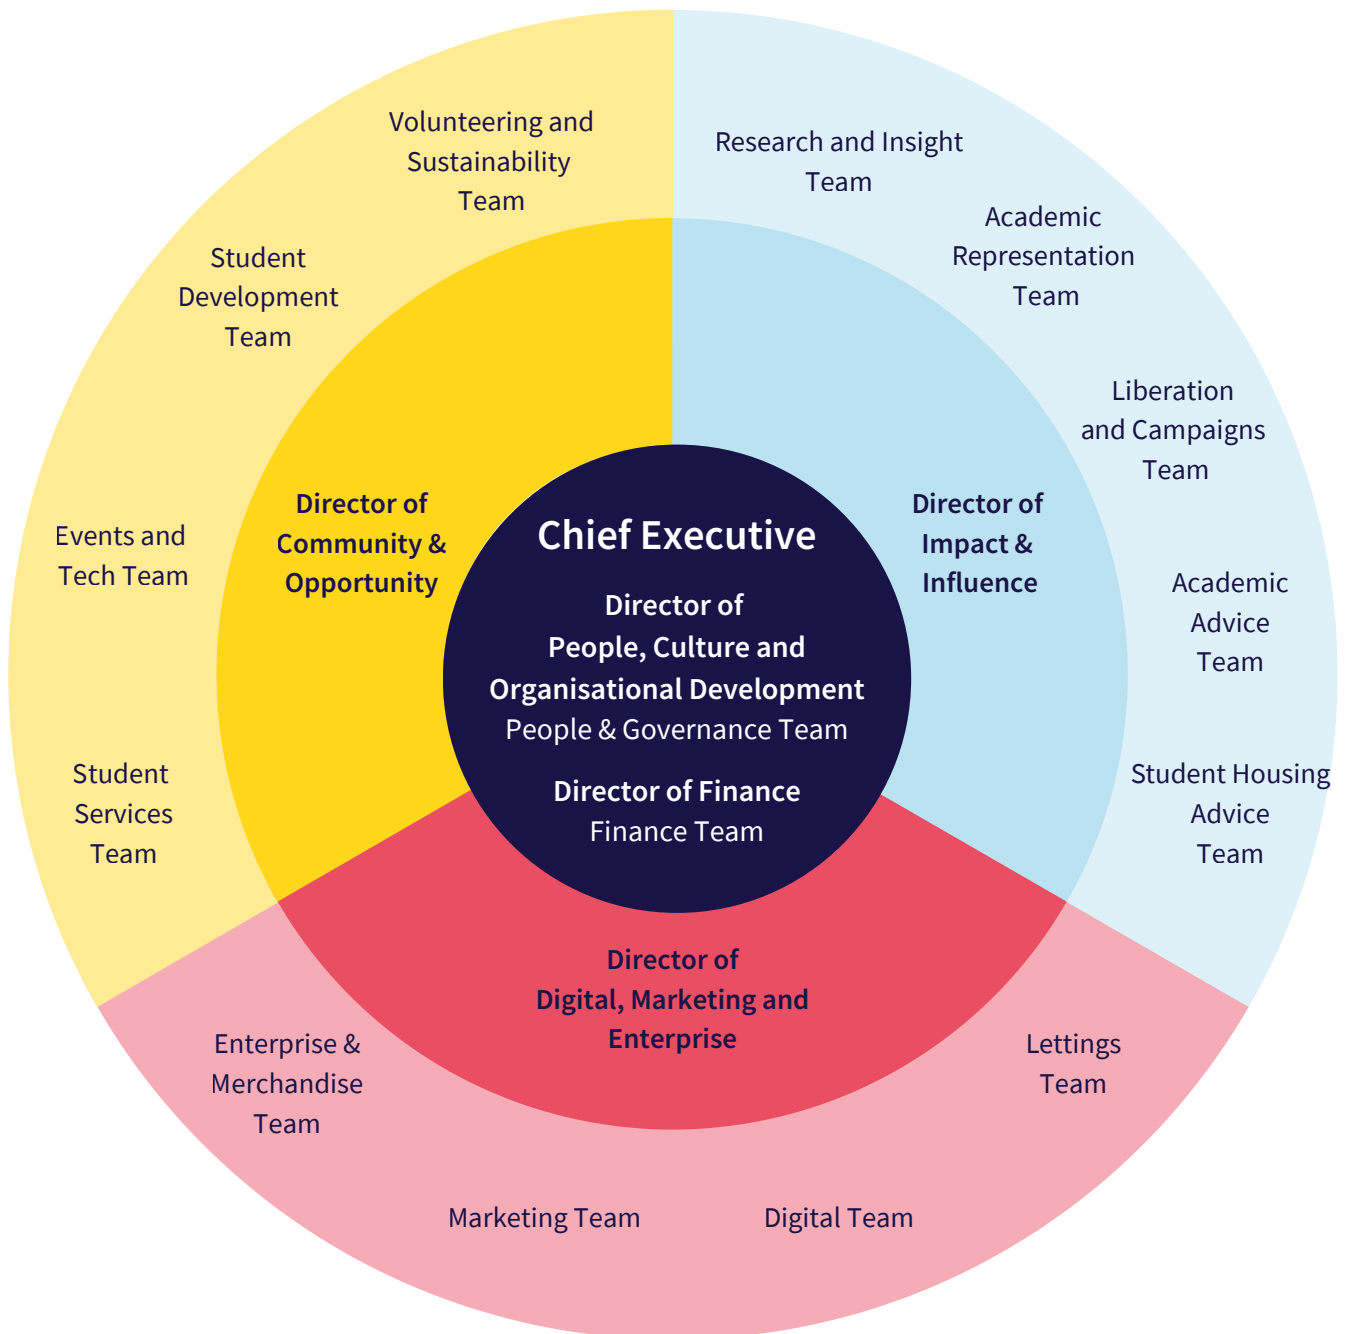 Volunteering and
Sustainability
Team
Student
Development
Team
Events and
Tech Team
Student
Services
Team
Director of
Community &
Opportunity
Research and Insight
Team
Academic
Representation
Team
Liberation
and Campaigns
Team
Academic
Advice
Team
Student Housing
Advice
Team
Director of
Impact &
Influence
Chief Executive
Director of
People, Culture and
Organisational Development
People & Governance Team
Director of Finance
Finance Team
Director of
Digital, Marketing and
Enterprise
Enterprise &
Merchandise
Team
Marketing Team
Digital Team
Lettings
Team